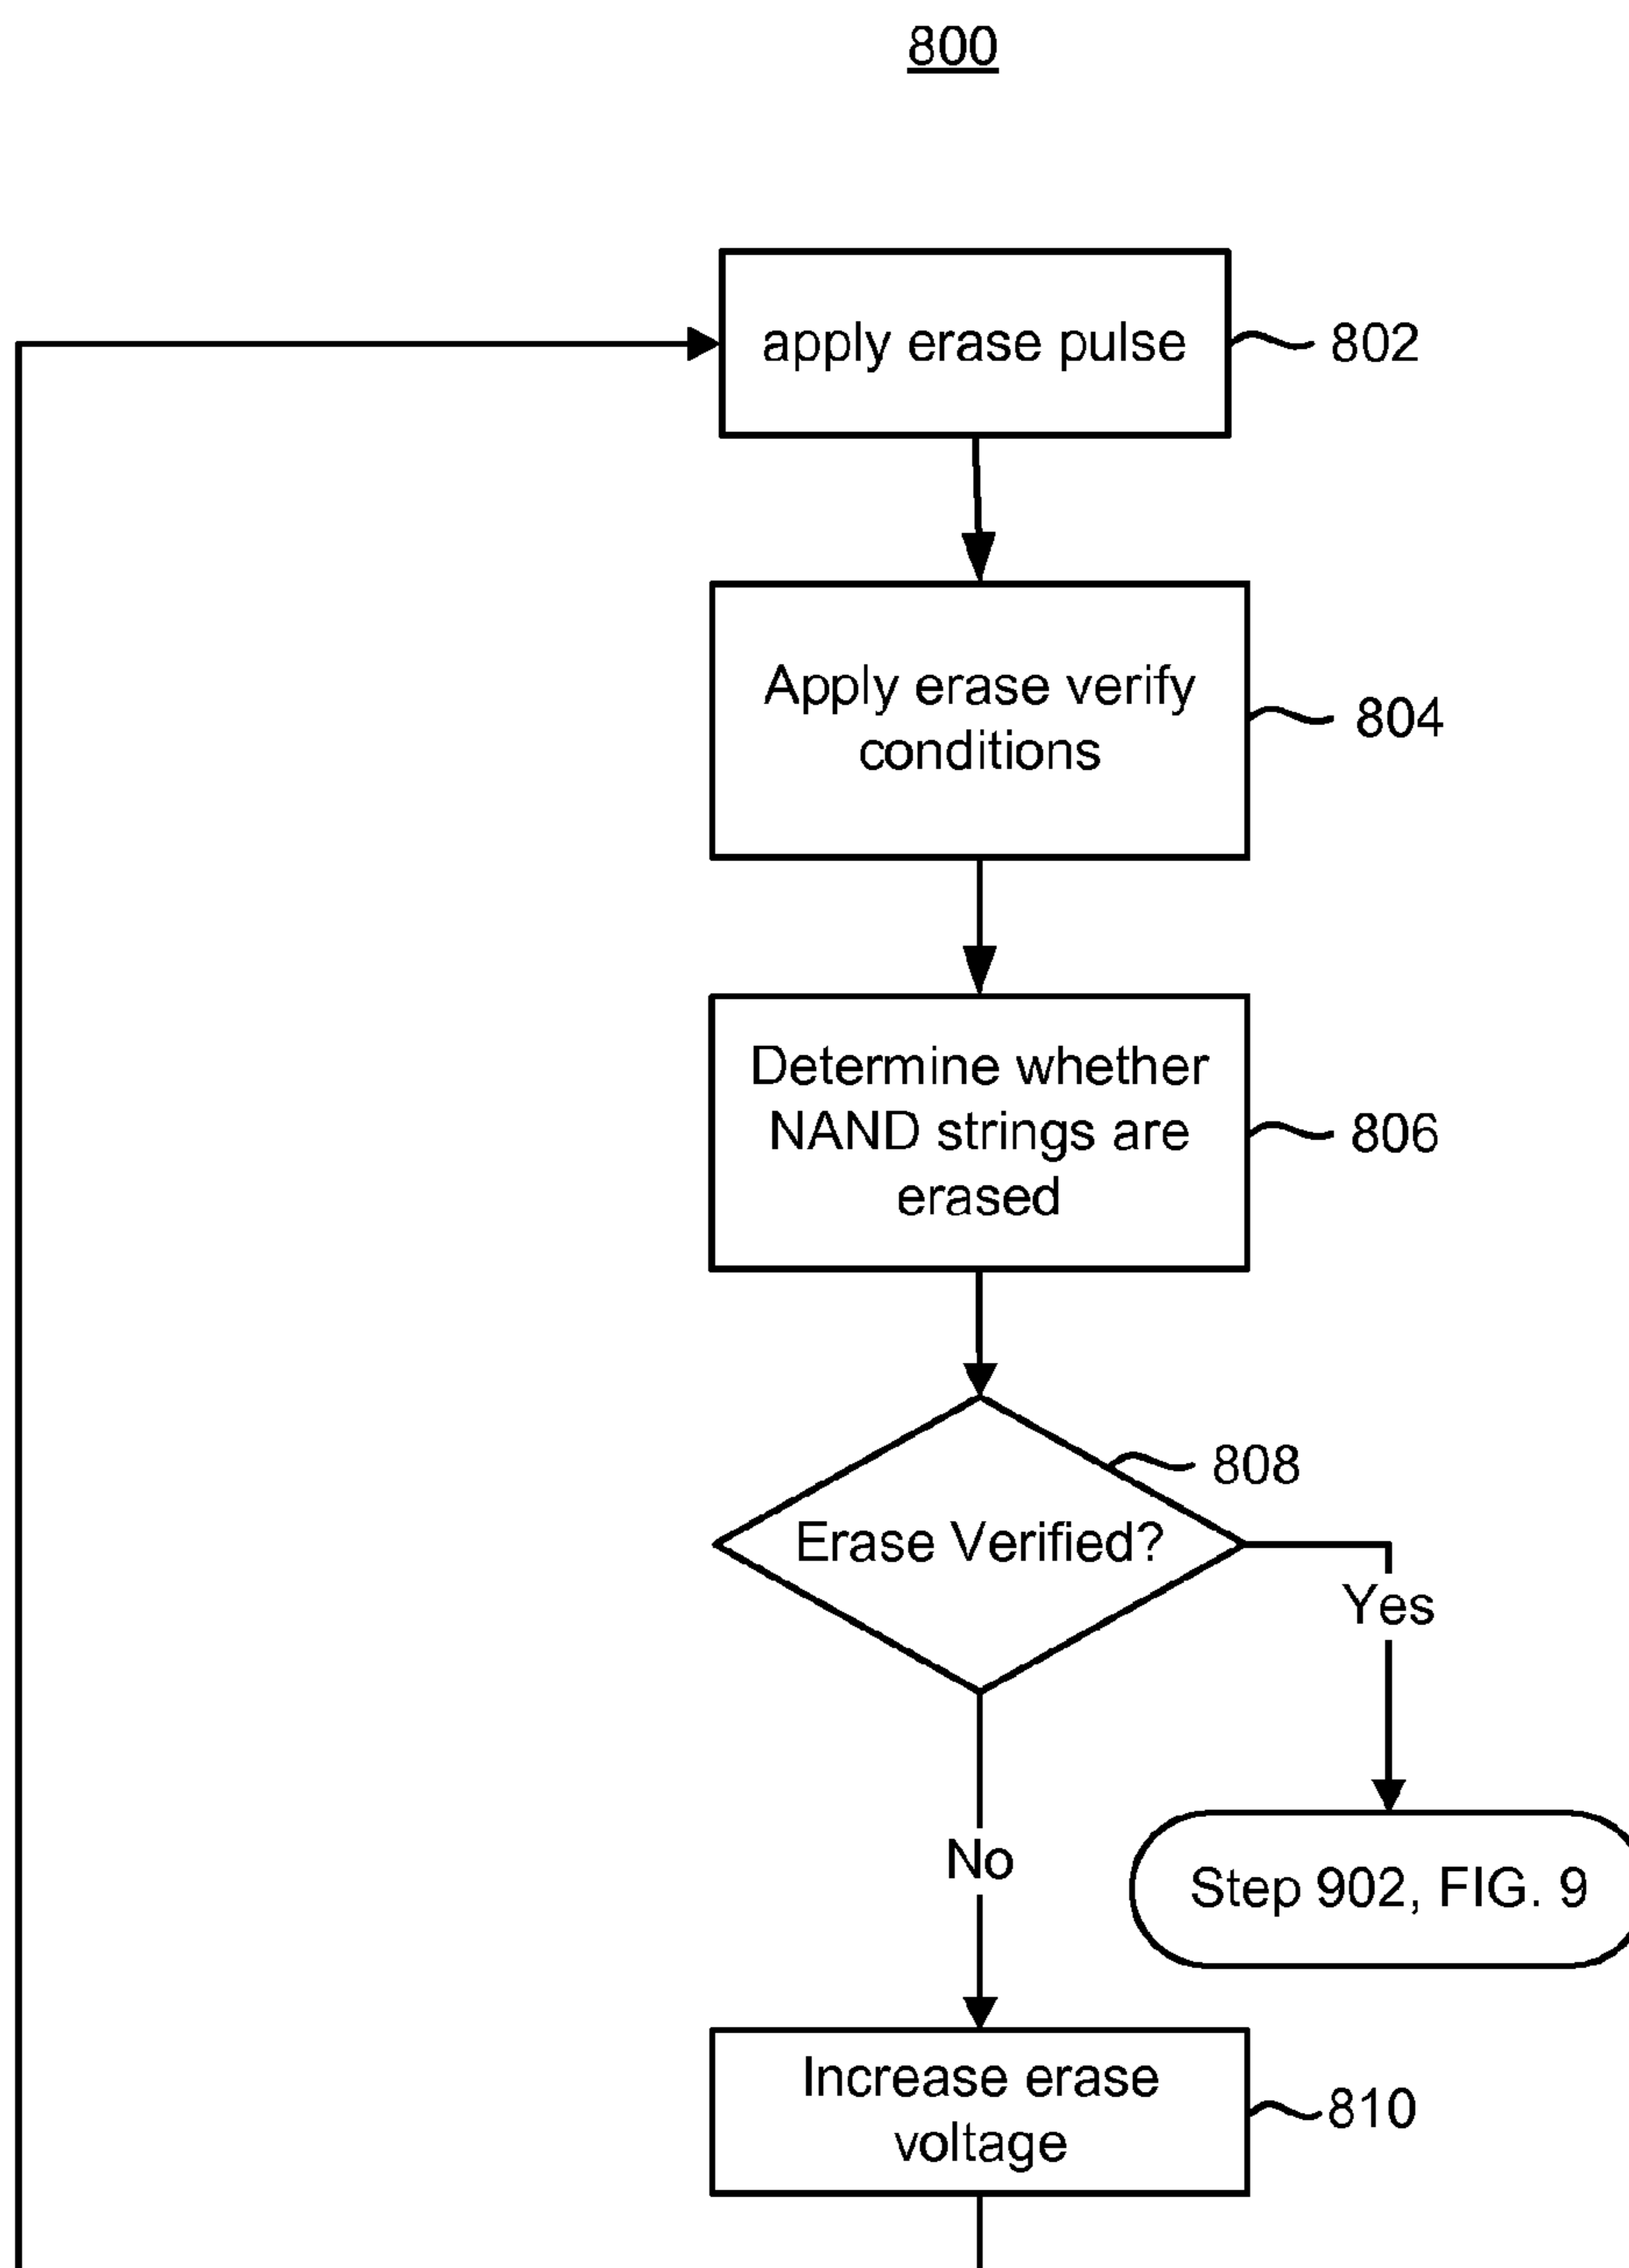 800
apply erase pulse
802
Apply erase verify
conditions
804
Determine whether
NAND strings are
erased
806
808
Erase Verified?
Yes
No
Step 902, FIG. 9
Increase erase
voltage
810